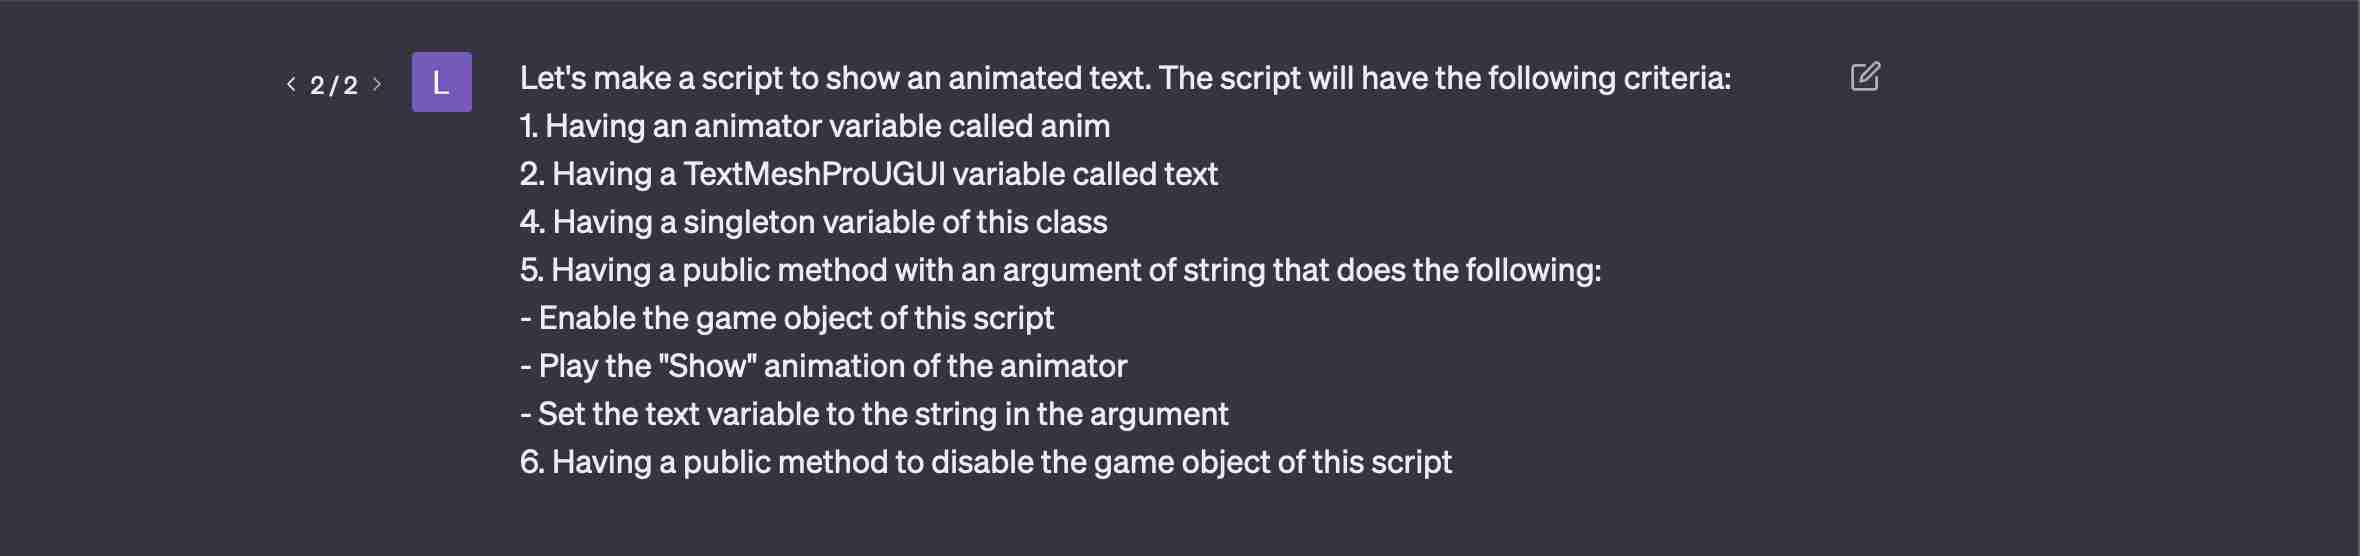 < 2/2 >
L
Let's make a script to show an animated text. The script will have the following criteria:
1. Having an animator variable called anim
2. Having a TextMeshProUGUI variable called text
4. Having a singleton variable of this class
5. Having a public method with an argument of string that does the following:
- Enable the game object of this script
- Play the "Show" animation of the animator
- Set the text variable to the string in the argument
6. Having a public method to disable the game object of this script